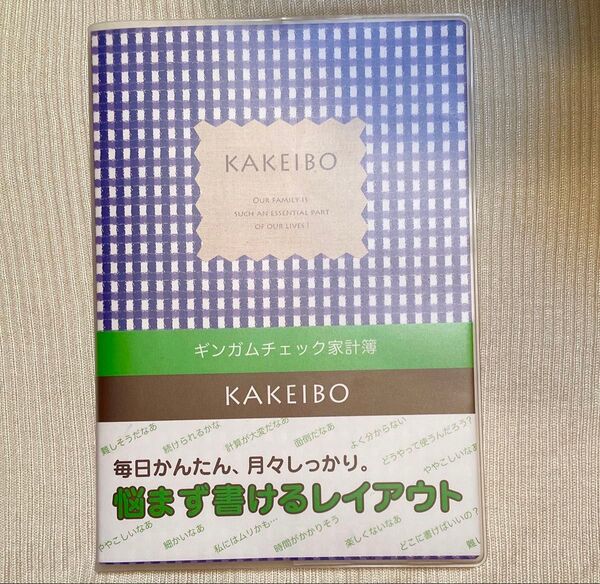 KAKEIBO
OUR FAMILY IS
SUCH AN ESSENTIAL PART
OF OUR LIVES!
ギンガムチェック家計簿
KAKEIBO
難しそうだなあ
続けられるかな
計算が大変だなあ
面倒だなあ
よく分からない
どうやって使うんだろう?
ややこしいなあ
毎日かんたん、月々しっかり。
悩まず書けるレイアウト
ややこしいなあ
細かいなあ
私にはムリかも…
時間がかかりそう
楽しくないなあ
どこに書けばいいの?
難し